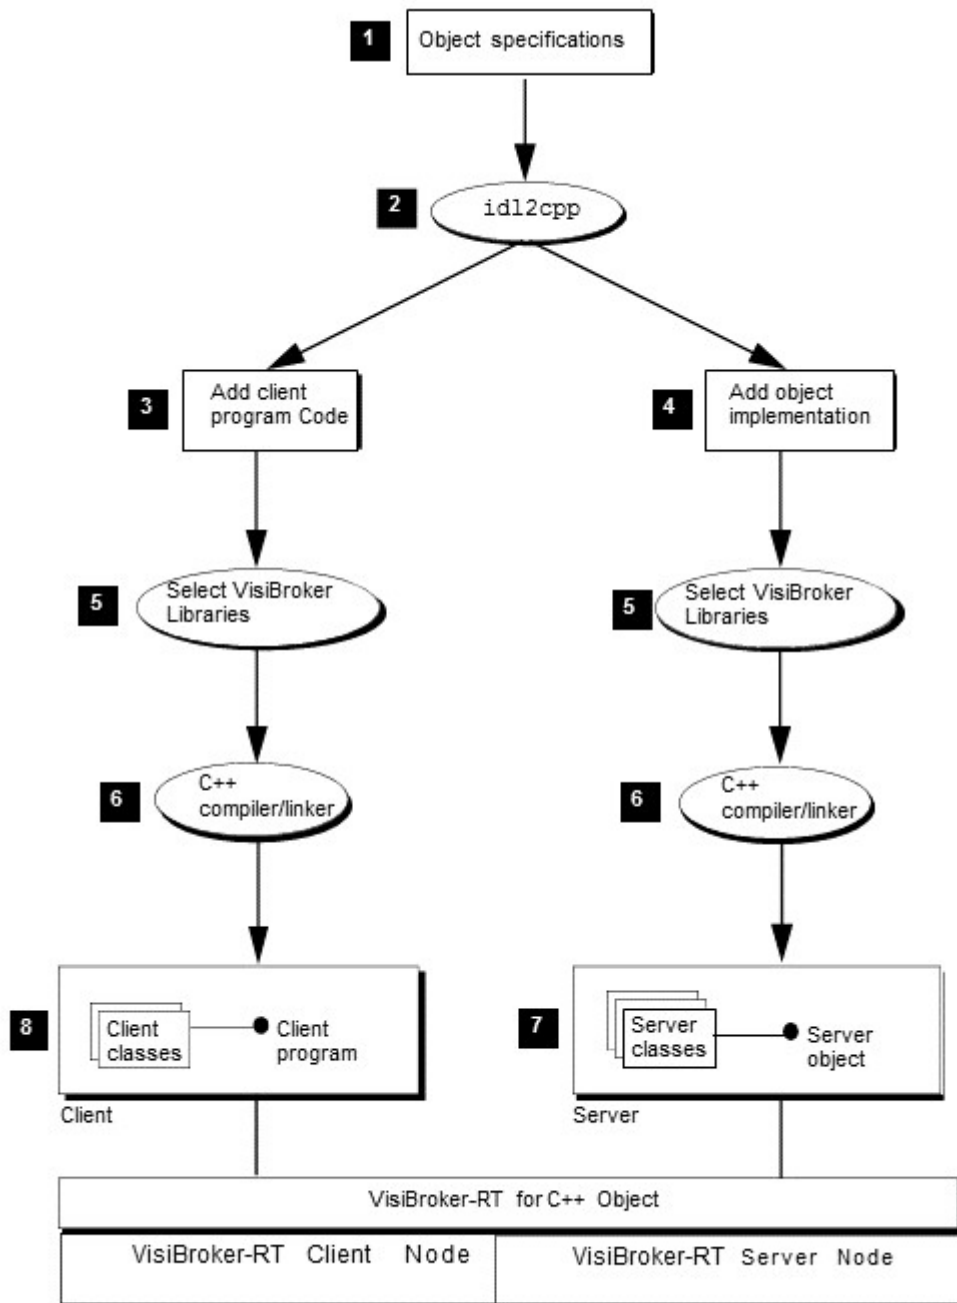 1
Object specifications
2
idl2cpp
3
Add client
program Code
4
Add object
implementation
5
Select VisiBroker
Libraries
5
Select VisiBroker
Libraries
6
C++
compiler/linker
6
C++
compiler/linker
8
Client
classes
Client
program
Client
7
Server
classes
Server
object
Server
VisiBroker-RT for C++ Object
VisiBroker-RT Client Node
VisiBroker-RT Server Node